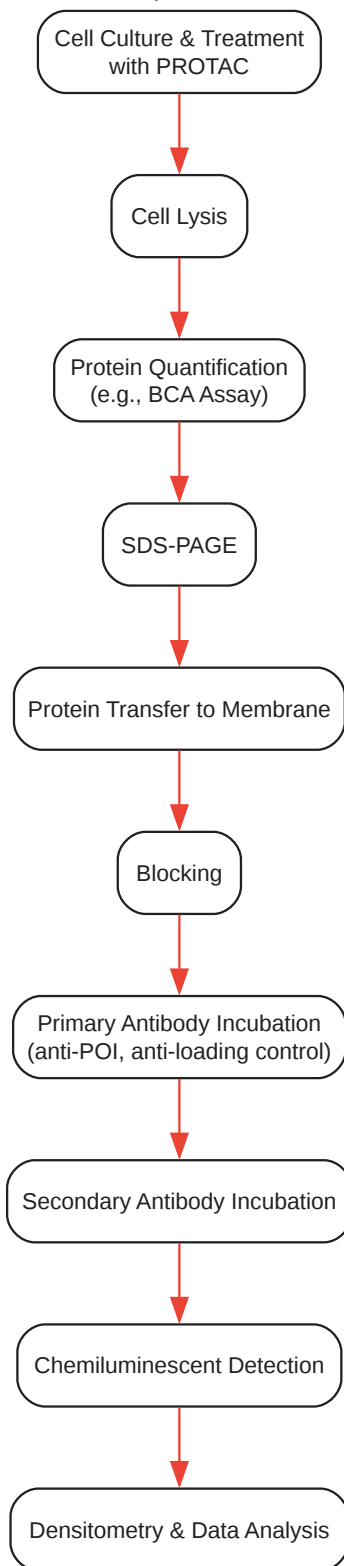 Cell Culture & Treatment
with PROTAC
Cell Lysis
Protein Quantification
(e.g., BCA Assay)
SDS-PAGE
Protein Transfer to Membrane
Blocking
Primary Antibody Incubation
(anti-POI, anti-loading control)
Secondary Antibody Incubation
Chemiluminescent Detection
Densitometry & Data Analysis